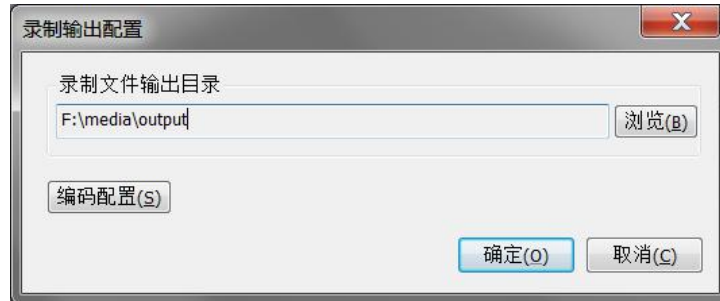 录制输出配置
录制文件输出目录
F:\media\output
浏览(B)
编码配置(S)
确定(O)
取消(C)